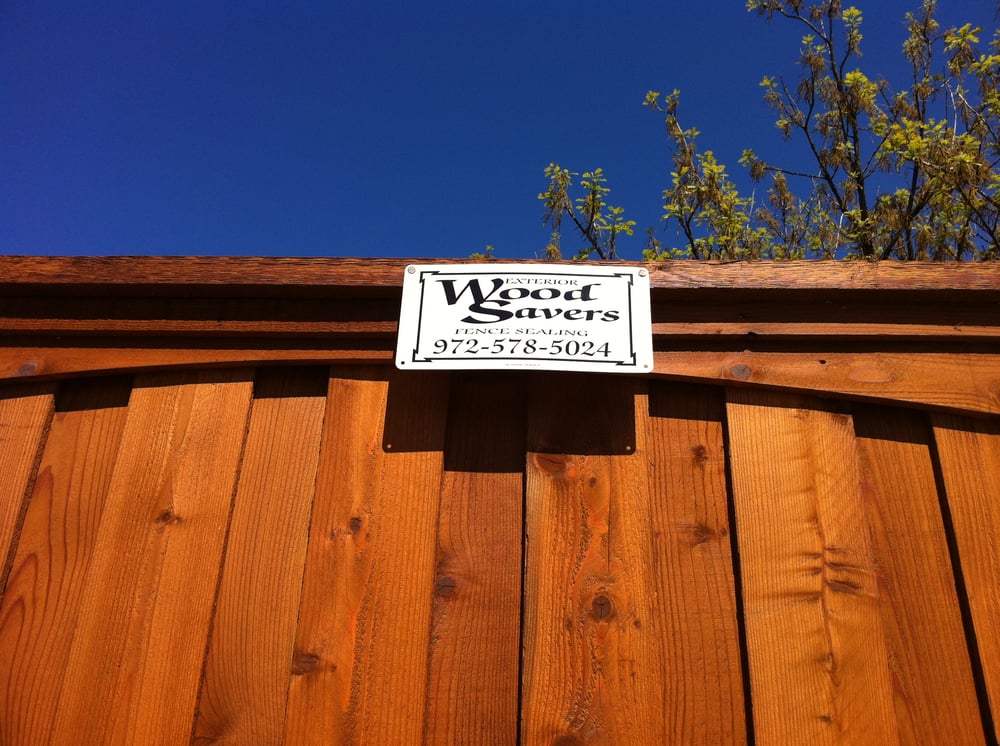 EXTERIOR
Wood
Savers
FENCE SEALING
972-578-5024